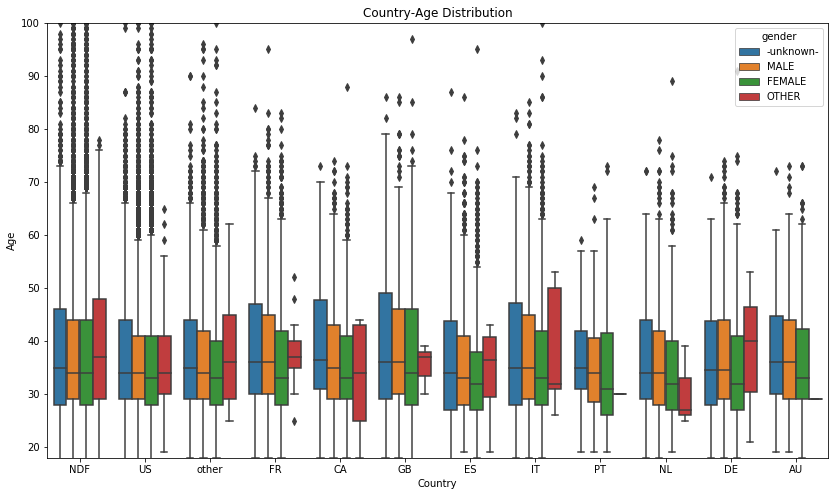 Country-Age Distribution
gender
-unknown-
MALE
FEMALE
OTHER
Age
100
90
80
70
60
50
40
30
20
NDF US other FR CA GB ES IT PT NL DE AU
Country